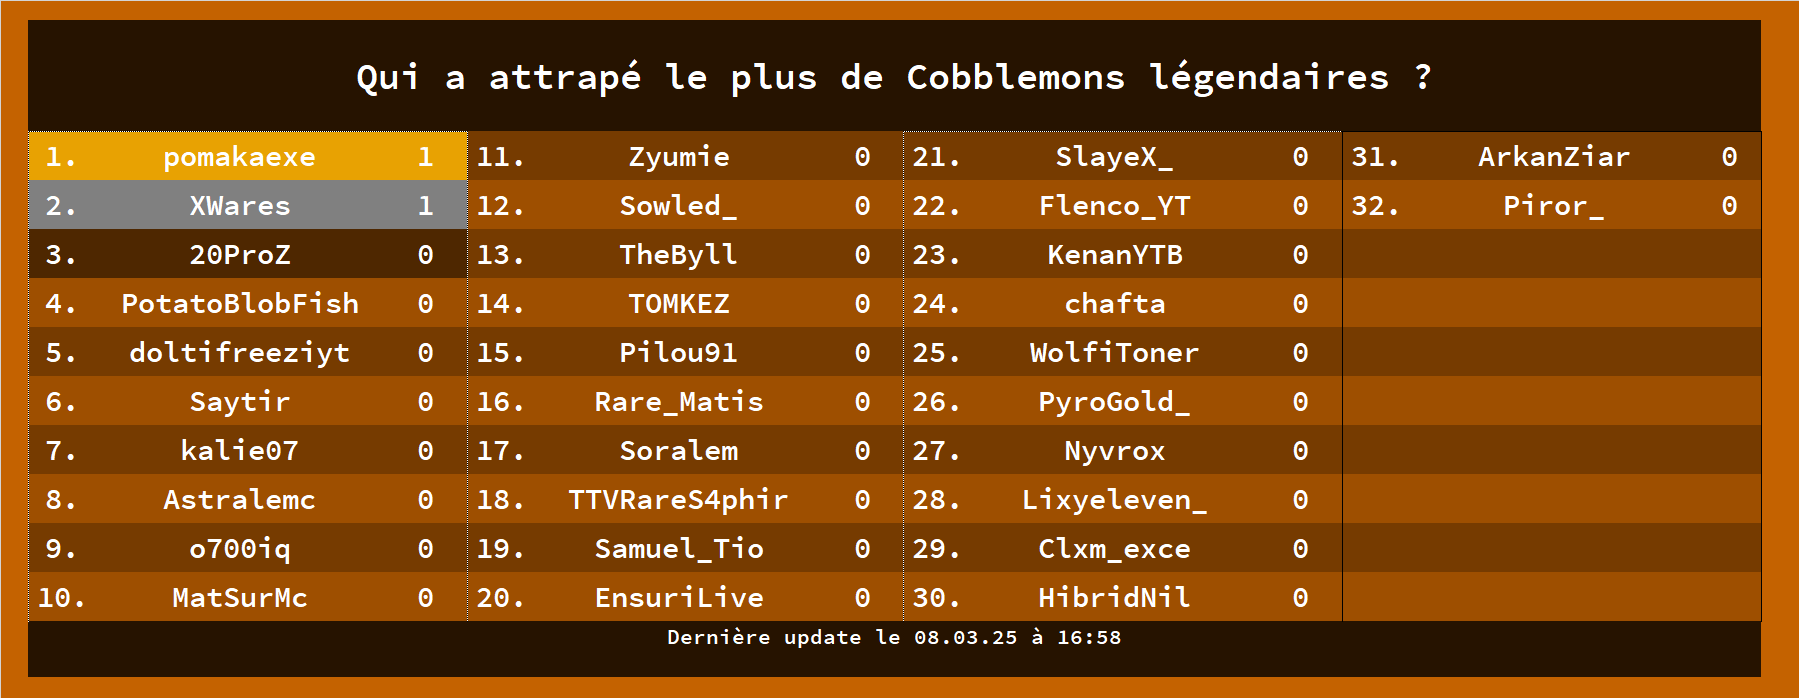 Qui a attrapé le plus de Cobblemons légendaires ?
1. pomakaexe 1 11. Zyumie 0 21. SlayeX_ 0 31. ArkanZiar 0
2. XWares 1 12. Sowled_ 0 22. Flenco_YT 0 32. Piror_ 0
3. 20ProZ 0 13. TheByll 0 23. KenanYTB 0
4. PotatoBlobFish 0 14. TOMKEZ 0 24. chafta 0
5. doltifreeziyt 0 15. Pilou91 0 25. WolfiToner 0
6. Saytir 0 16. Rare_Matis 0 26. PyroGold_ 0
7. kalie07 0 17. Soralem 0 27. Nyvrox 0
8. Astralemc 0 18. TTVRareS4phir 0 28. Lixyeleven_ 0
9. o700iq 0 19. Samuel_Tio 0 29. Clxm_exce 0
10. MatSurMc 0 20. EnsuriLive 0 30. HibridNil 0
Dernière update le 08.03.25 à 16:58